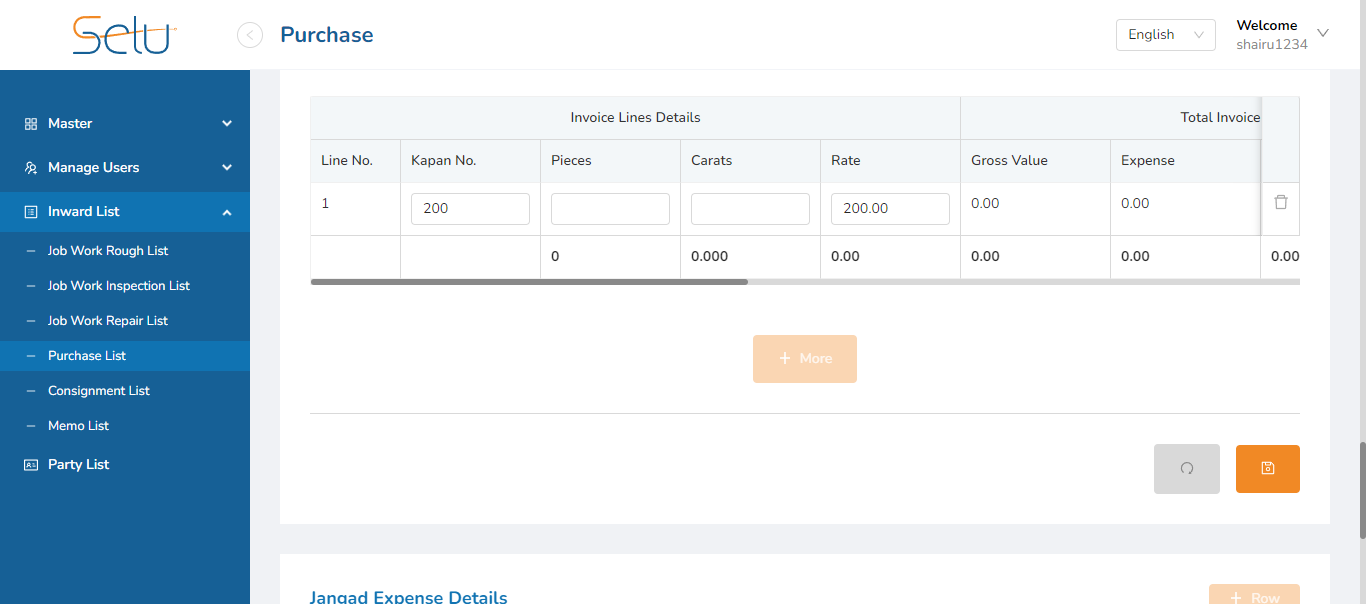 Selu
Purchase
English
Welcome
shairu1234
Master
Manage Users
Inward List
Job Work Rough List
Job Work Inspection List
Job Work Repair List
Purchase List
Consignment List
Memo List
Party List
Invoice Lines Details
Total Invoice
Line No. Kapan No. Pieces Carats Rate Gross Value Expense
1 200 200.00 0.00 0.00
0 0.000 0.00 0.00 0.00 0.00
+ More
Jangad Expense Details
+ Row